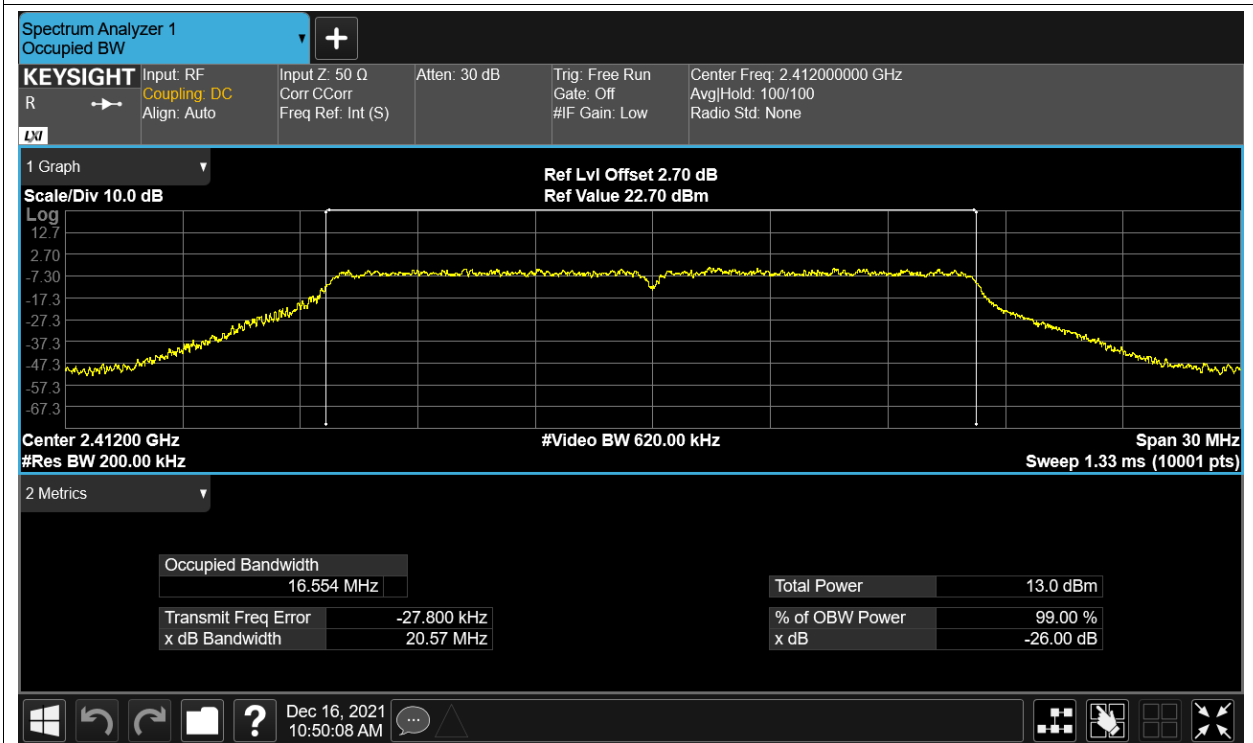 Spectrum Analyzer 1
Occupied BW
KEYSIGHT
R
LXI
Input: RF
Coupling: DC
Align: Auto
Input Z: 50 Ω
Corr CCorr
Freq Ref: Int (S)
Atten: 30 dB
Trig: Free Run
Gate: Off
#IF Gain: Low
Center Freq: 2.412000000 GHz
Avg|Hold: 100/100
Radio Std: None
1 Graph
Ref Lvl Offset 2.70 dB
Scale/Div 10.0 dB
Ref Value 22.70 dBm
Log
12.7
2.70
-7.30
-17.3
-27.3
-37.3
-47.3
-57.3
-67.3
Center 2.41200 GHz
#Video BW 620.00 kHz
Span 30 MHz
#Res BW 200.00 kHz
Sweep 1.33 ms (10001 pts)
2 Metrics
Occupied Bandwidth
16.554 MHz
Total Power 13.0 dBm
Transmit Freq Error -27.800 kHz
% of OBW Power 99.00 %
x dB Bandwidth 20.57 MHz
x dB -26.00 dB
?
Dec 16, 2021
10:50:08 AM